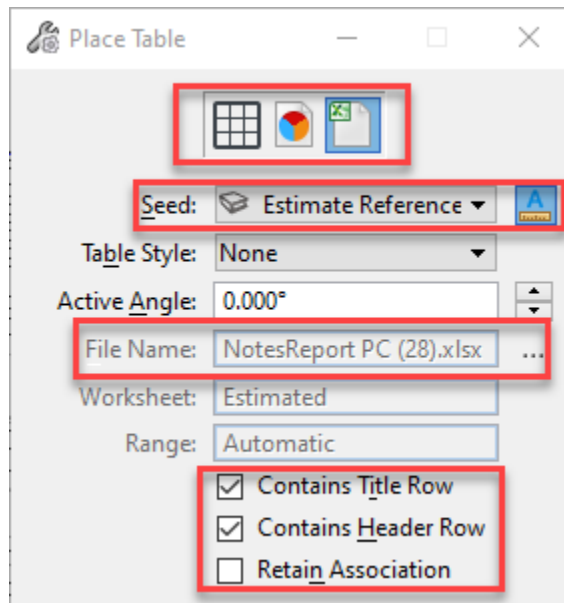 Place Table
Seed: Estimate Reference
Table Style: None
Active Angle: 0.000°
File Name: NotesReport PC (28).xlsx ...
Worksheet: Estimated
Range: Automatic
Contains Title Row
Contains Header Row
Retain Association